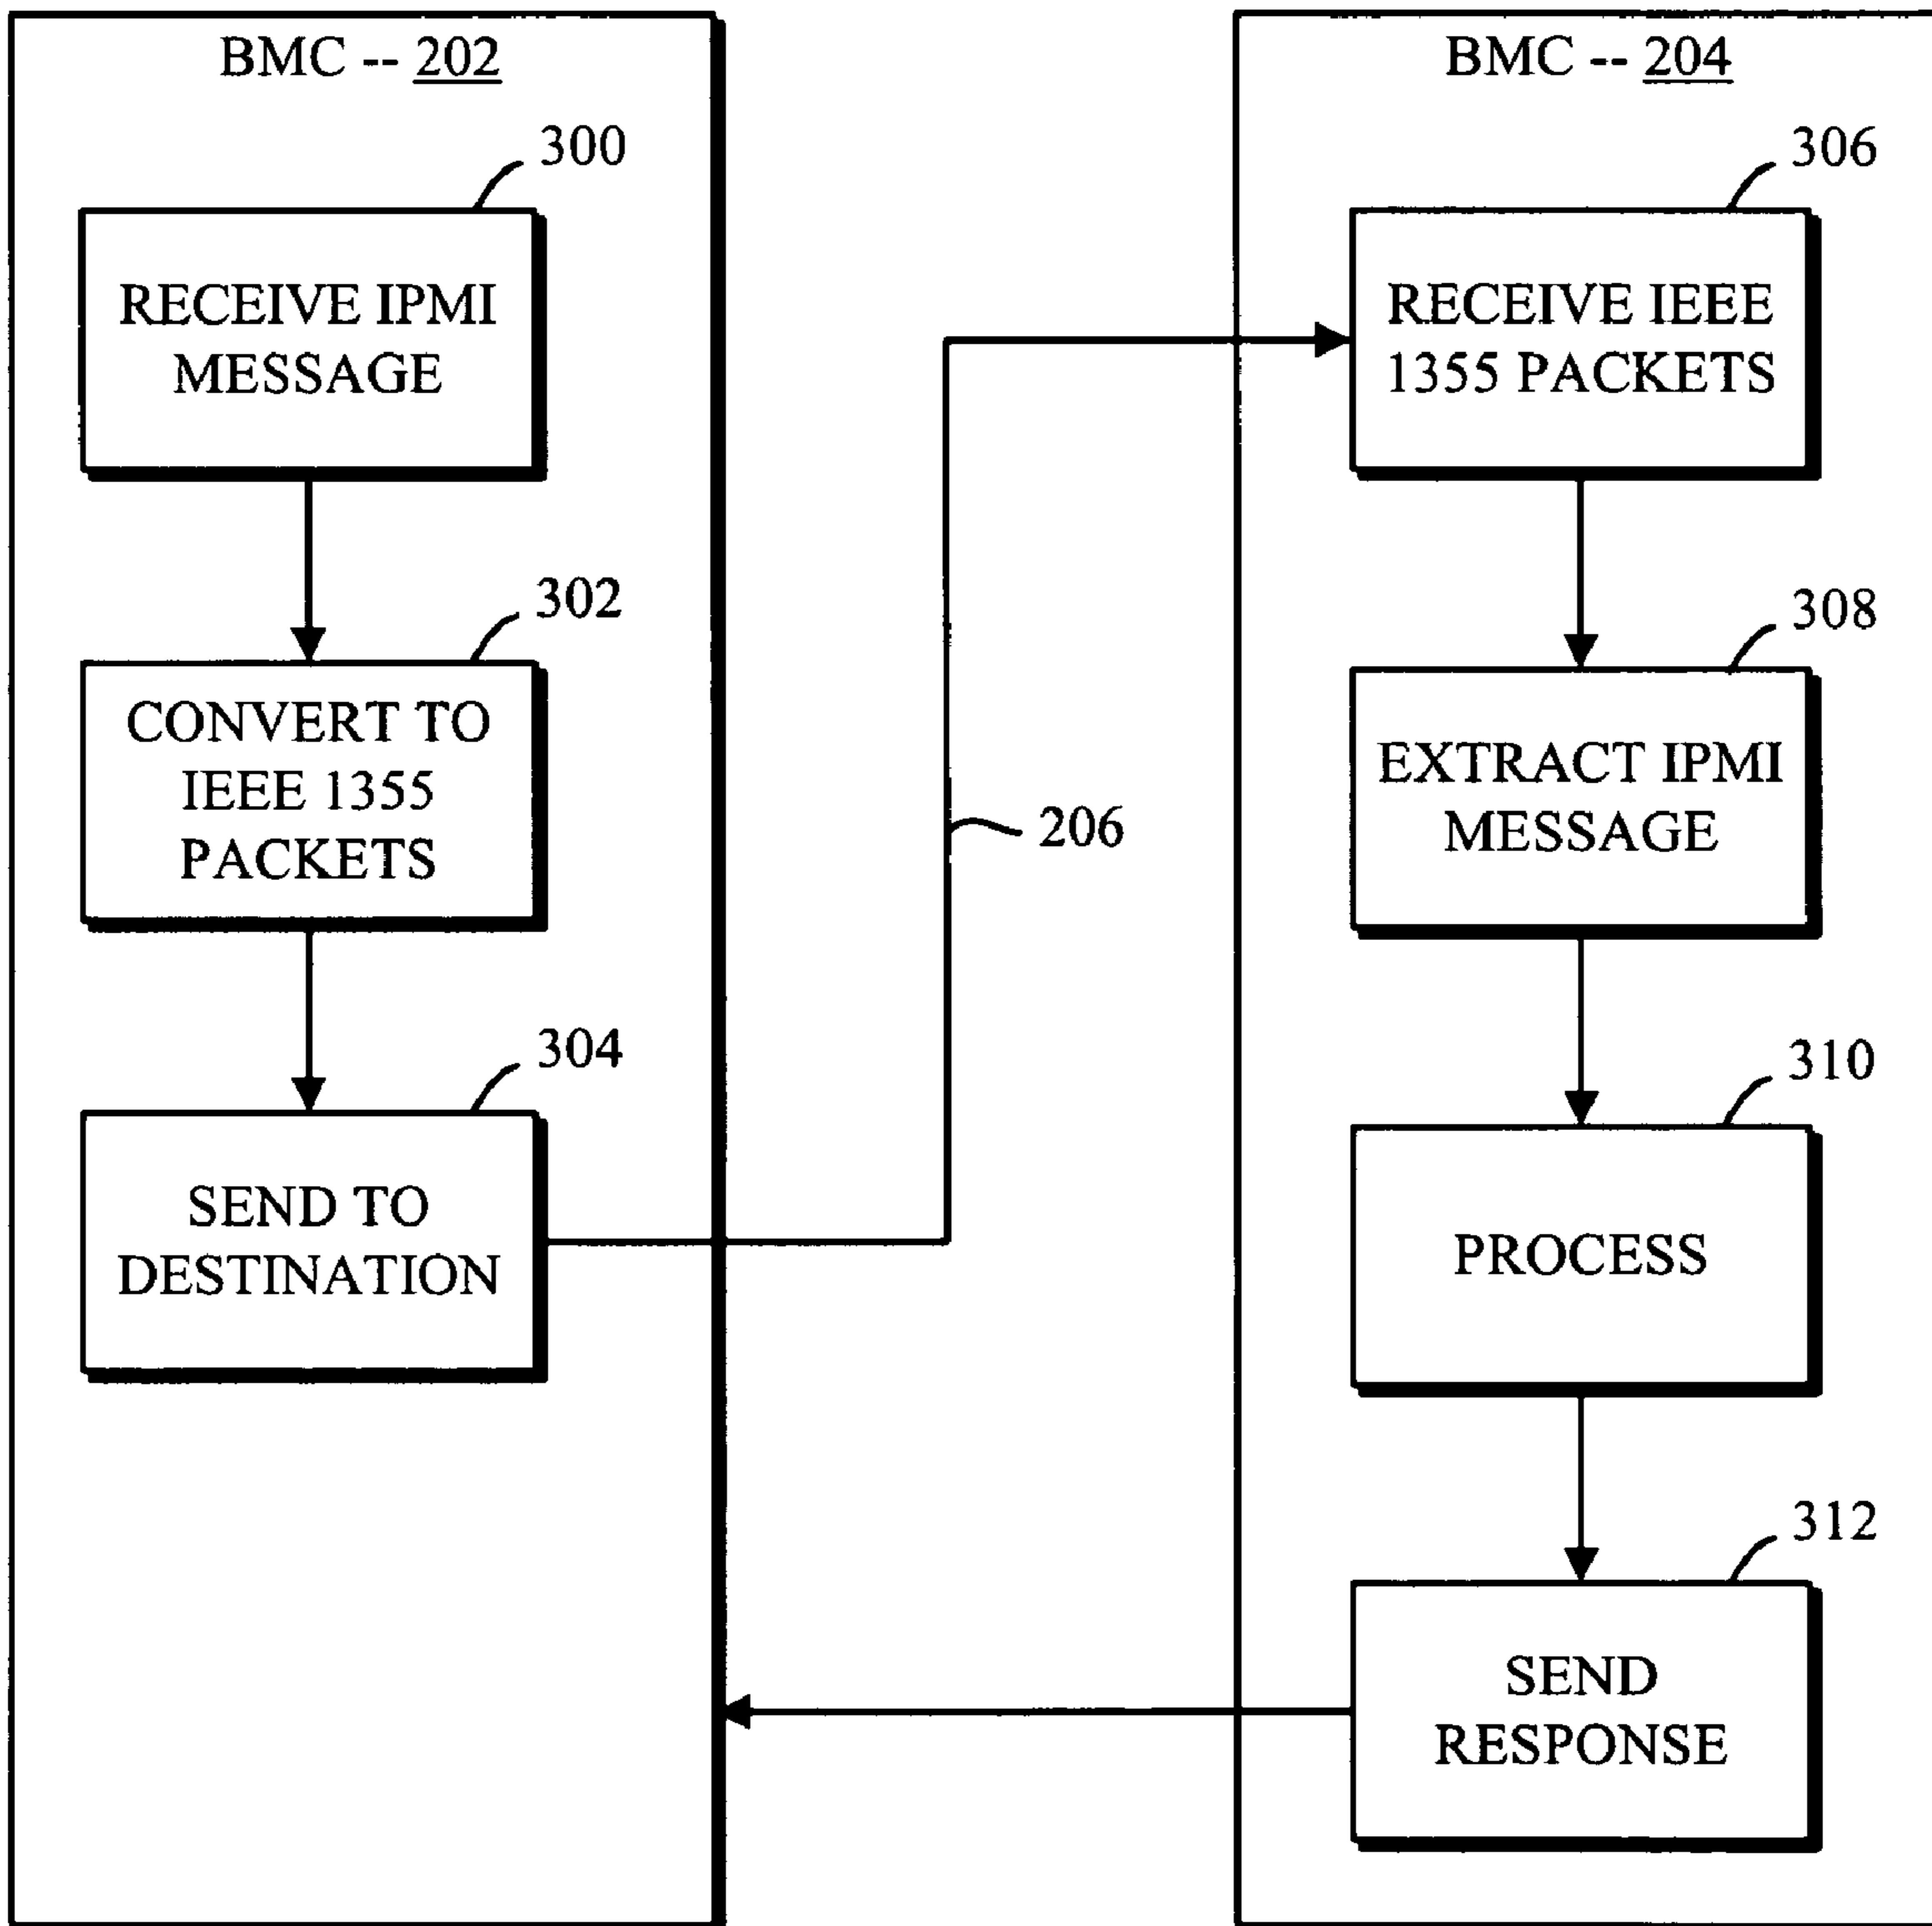 BMC -- 202
300
RECEIVE IPMI
MESSAGE
302
CONVERT TO
IEEE 1355
PACKETS
304
SEND TO
DESTINATION
206
BMC -- 204
306
RECEIVE IEEE
1355 PACKETS
308
EXTRACT IPMI
MESSAGE
310
PROCESS
312
SEND
RESPONSE